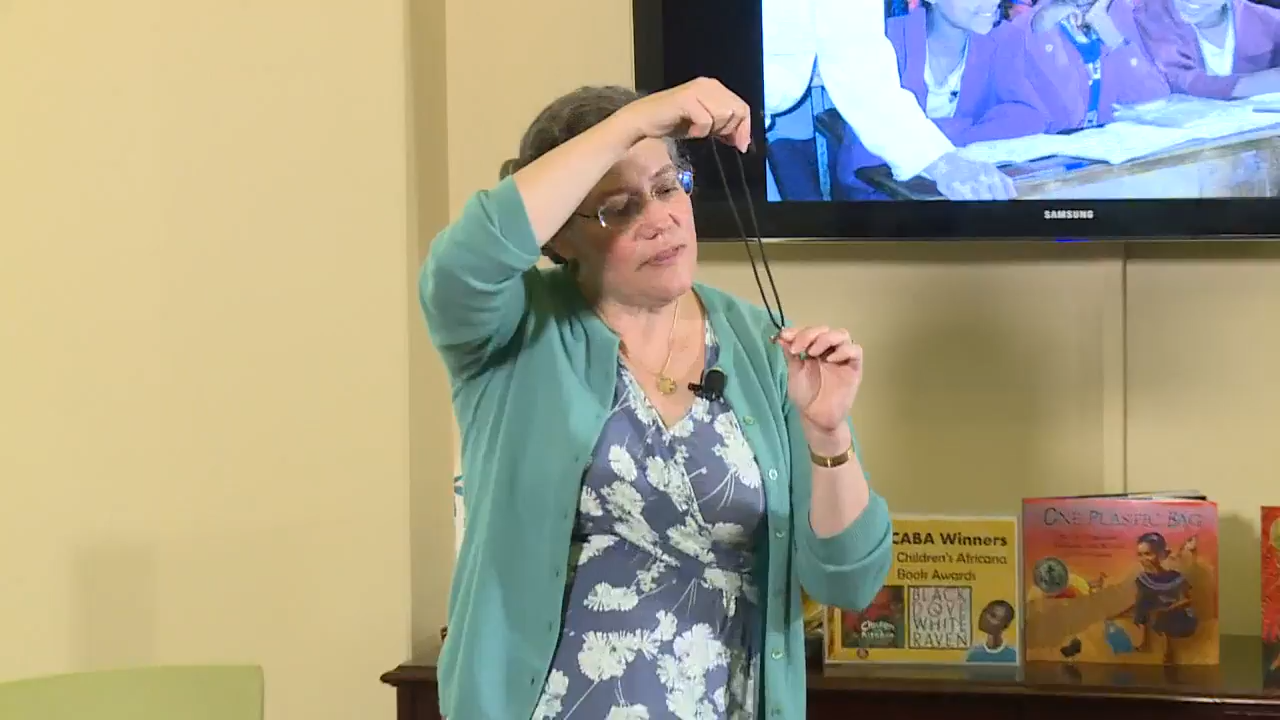 SAMSUNG
CABA Winners
Children's Africana
Book Awards
BLACK
DOVE
WHITE
RAVEN
ONE PLASTIC BAG